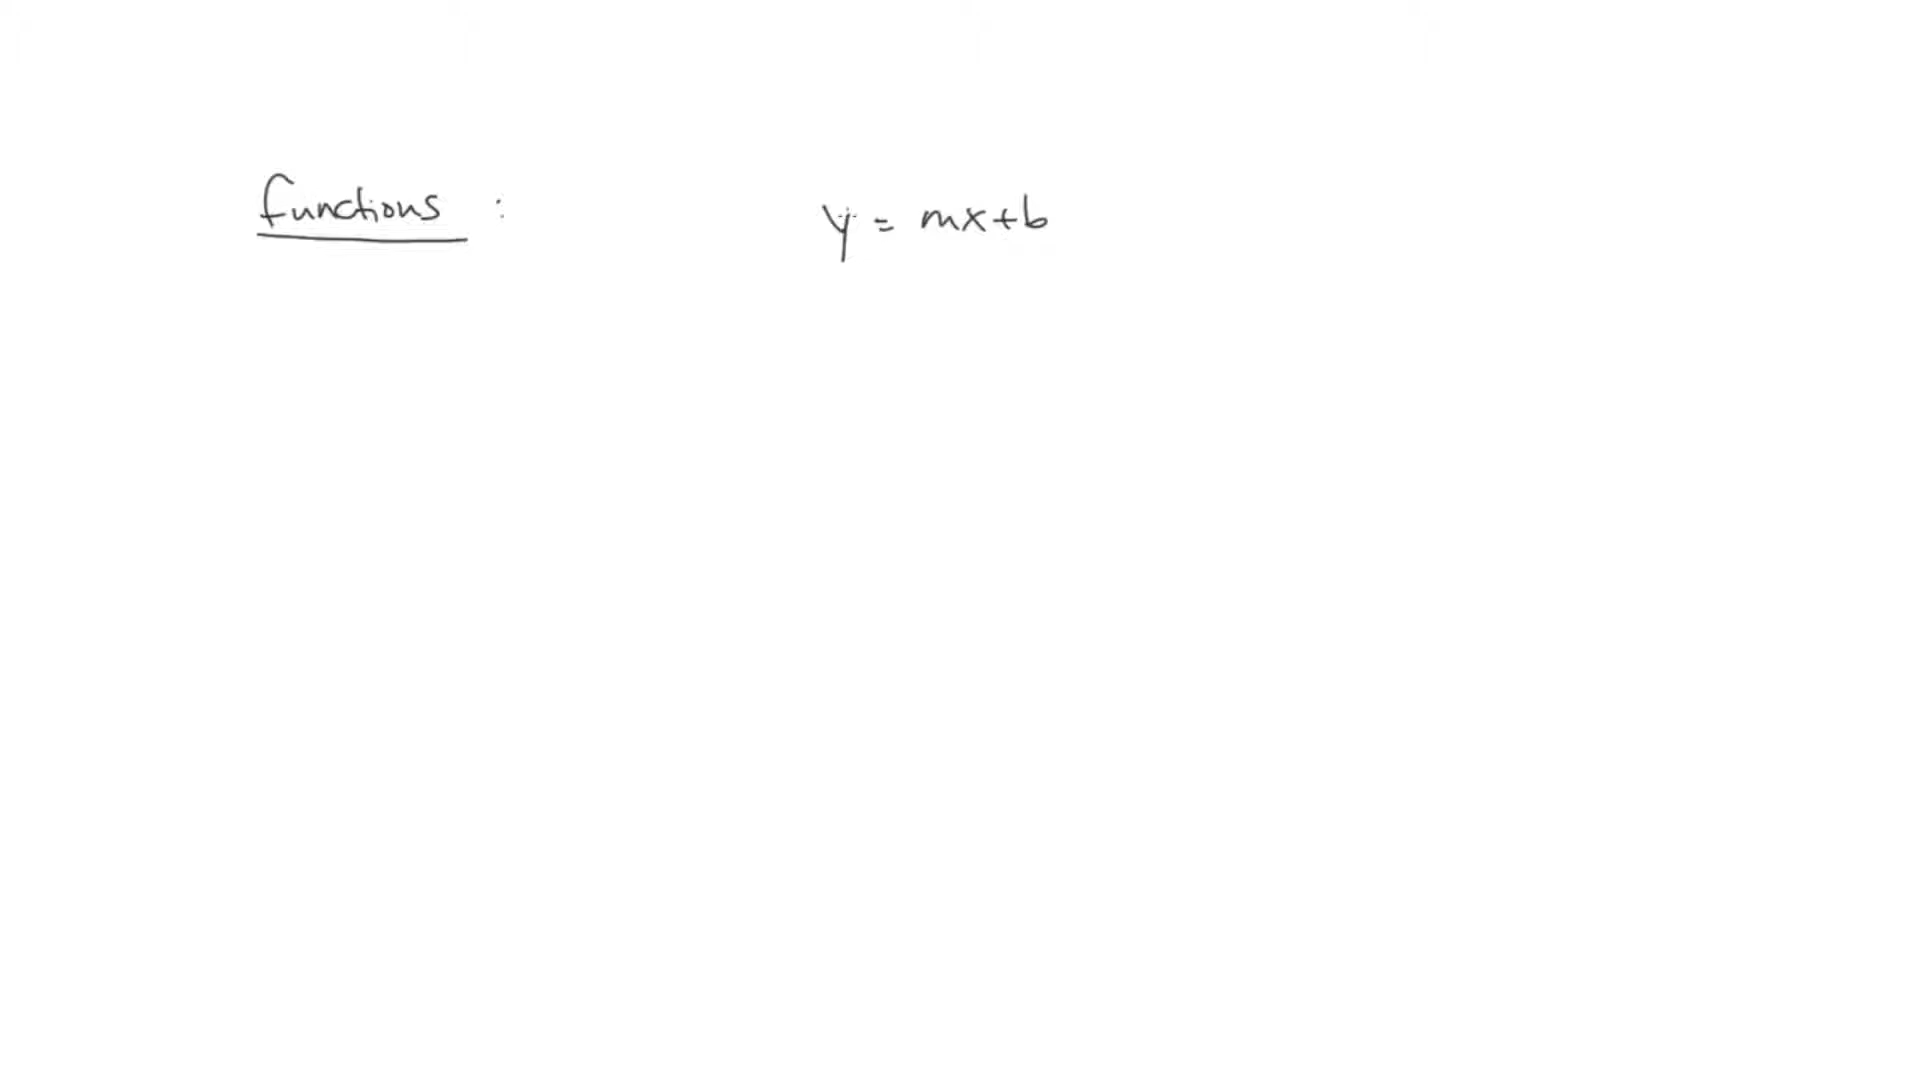 functions : y = mx+b